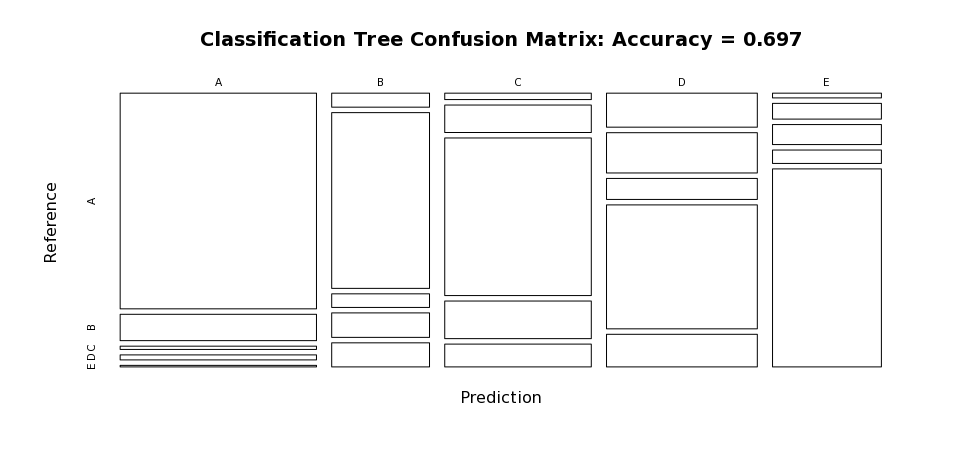 Classification Tree Confusion Matrix: Accuracy = 0.697
A B C D E
Reference
A
B
C
D
E
Prediction